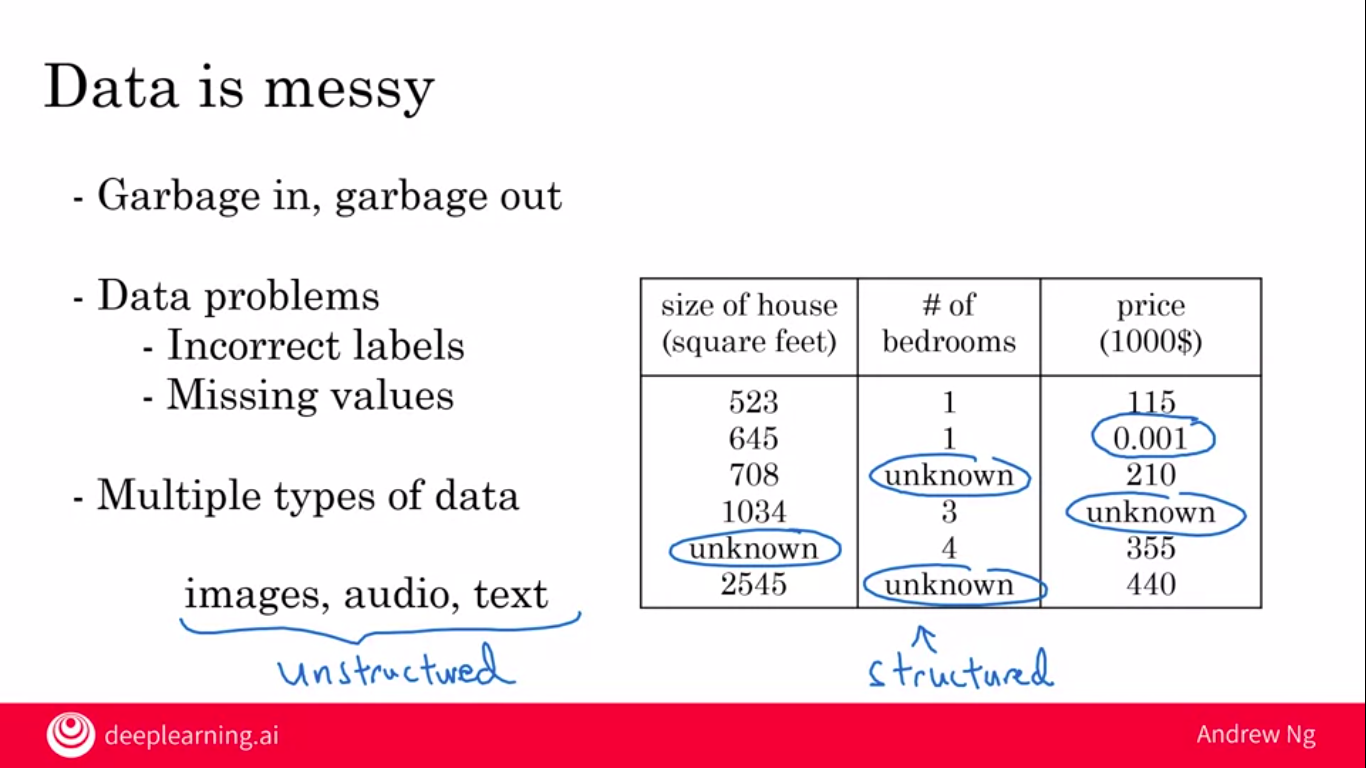 Data is messy
- Garbage in, garbage out
- Data problems
- Incorrect labels
- Missing values
- Multiple types of data
images, audio, text
unstructured
size of house # of price
(square feet) bedrooms (1000$)
523 1 115
645 1 0.001
708 unknown 210
1034 3 unknown
unknown 4 355
2545 unknown 440
structured
deeplearning.ai
Andrew Ng